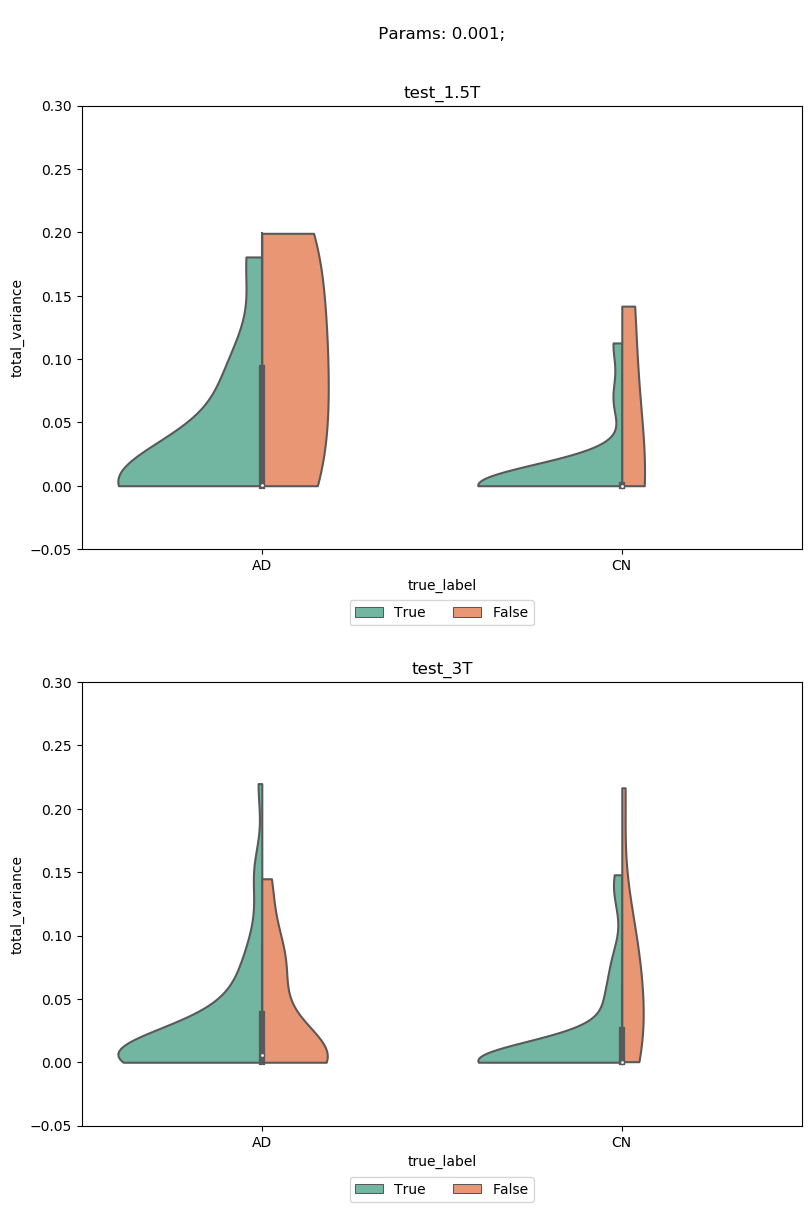 Params: 0.001;
test_1.5T
0.30
0.25
0.20
0.15
0.10
0.05
0.00
−0.05
total_variance
AD CN
true_label
True False
test_3T
0.30
0.25
0.20
0.15
0.10
0.05
0.00
−0.05
total_variance
AD CN
true_label
True False